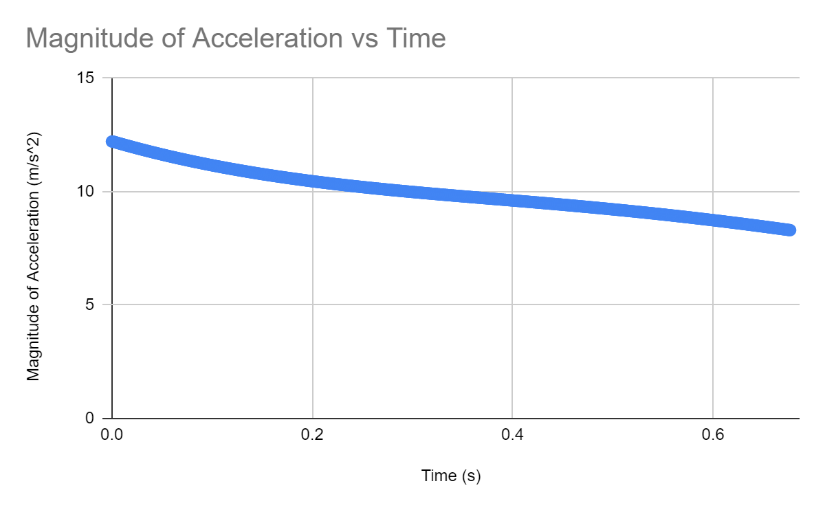 Magnitude of Acceleration vs Time
Magnitude of Acceleration (m/s^2)
15
10
5
0
0.0 0.2 0.4 0.6
Time (s)